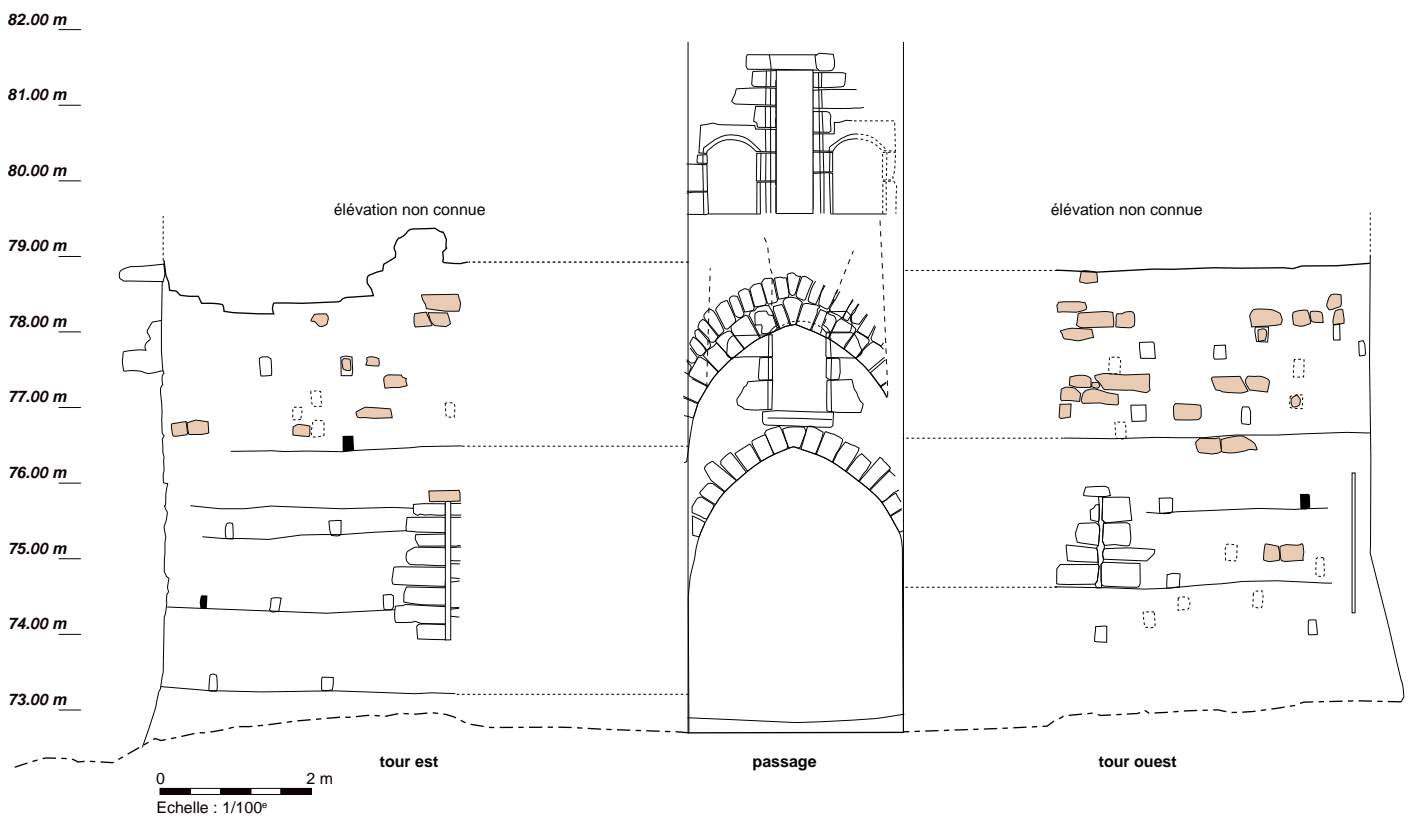 82.00 m
81.00 m
80.00 m
élévation non connue
élévation non connue
79.00 m
78.00 m
77.00 m
76.00 m
75.00 m
74.00 m
73.00 m
tour est
passage
tour ouest
0
2 m
Echelle : 1/100e